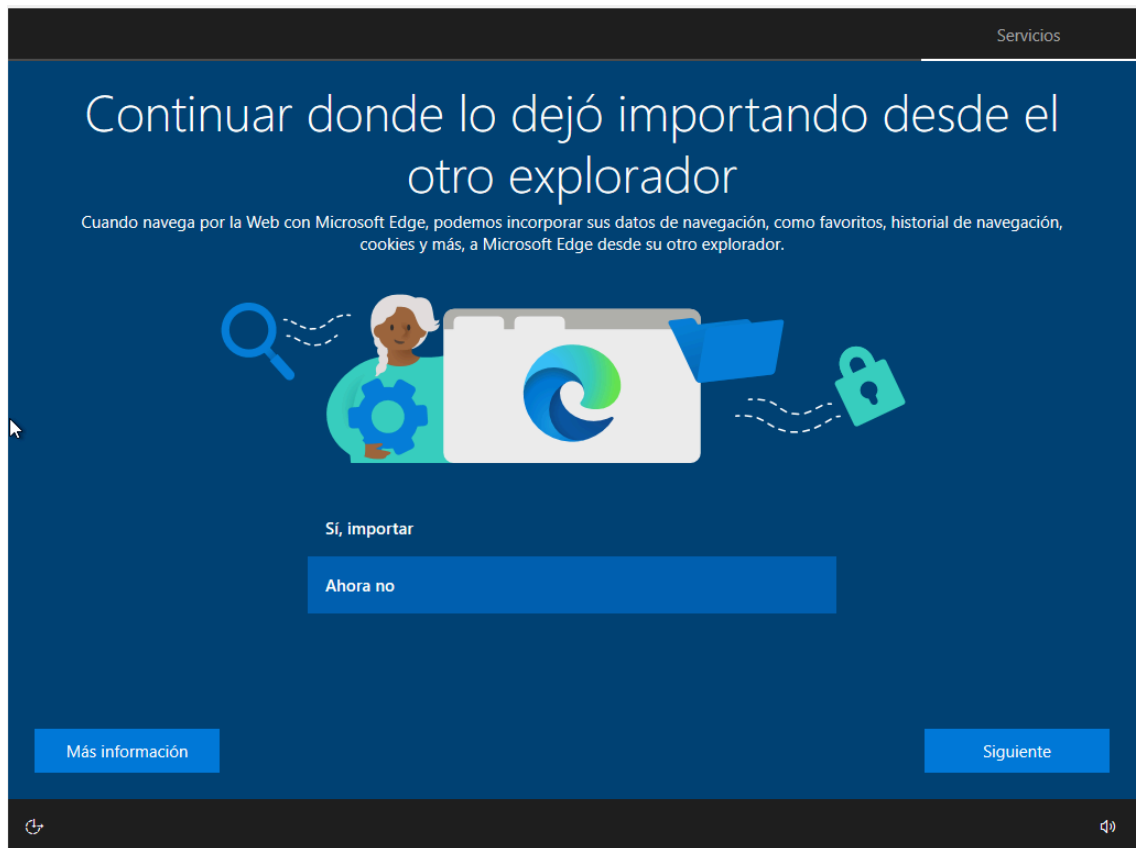 Servicios
Continuar donde lo dejó importando desde el
otro explorador
Cuando navega por la Web con Microsoft Edge, podemos incorporar sus datos de navegación, como favoritos, historial de navegación,
cookies y más, a Microsoft Edge desde su otro explorador.
Sí, importar
Ahora no
Más información
Siguiente